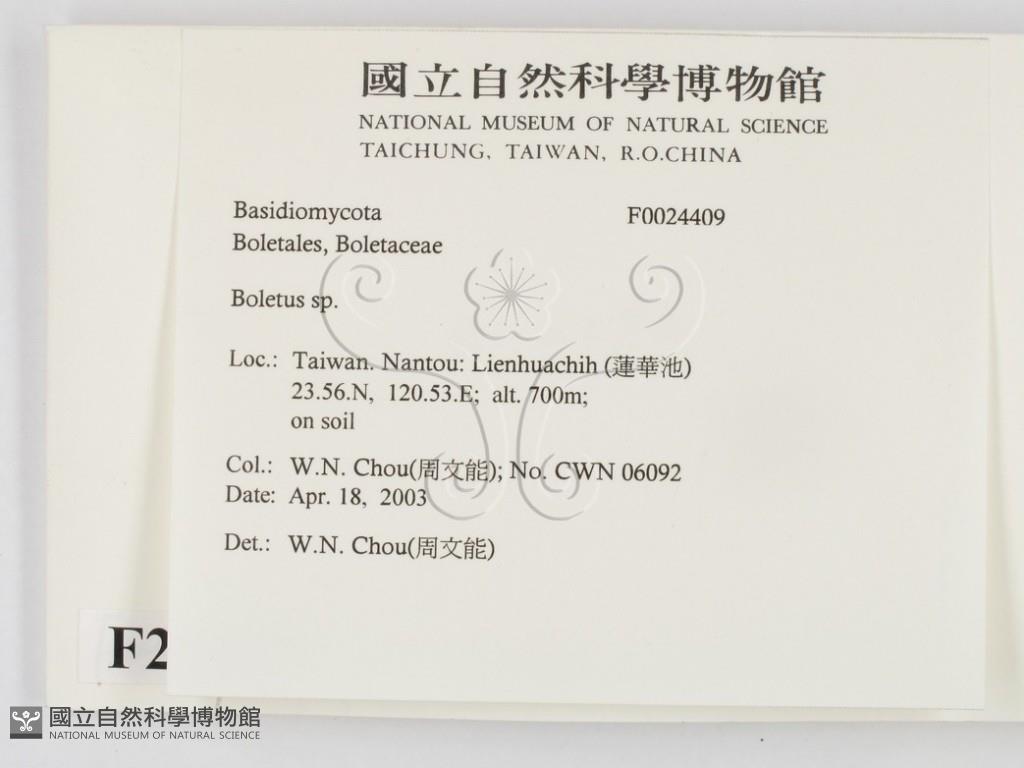 國立自然科學博物館
NATIONAL MUSEUM OF NATURAL SCIENCE
TAICHUNG, TAIWAN, R.O.CHINA
Basidiomycota F0024409
Boletales, Boletaceae
Boletus sp.
Loc.: Taiwan. Nantou: Lienhuachih (蓮華池)
23.56.N, 120.53.E; alt. 700m;
on soil
Col.: W.N. Chou(周文能); No. CWN 06092
Date: Apr. 18, 2003
Det.: W.N. Chou(周文能)
F2
國立自然科學博物館
NATIONAL MUSEUM OF NATURAL SCIENCE